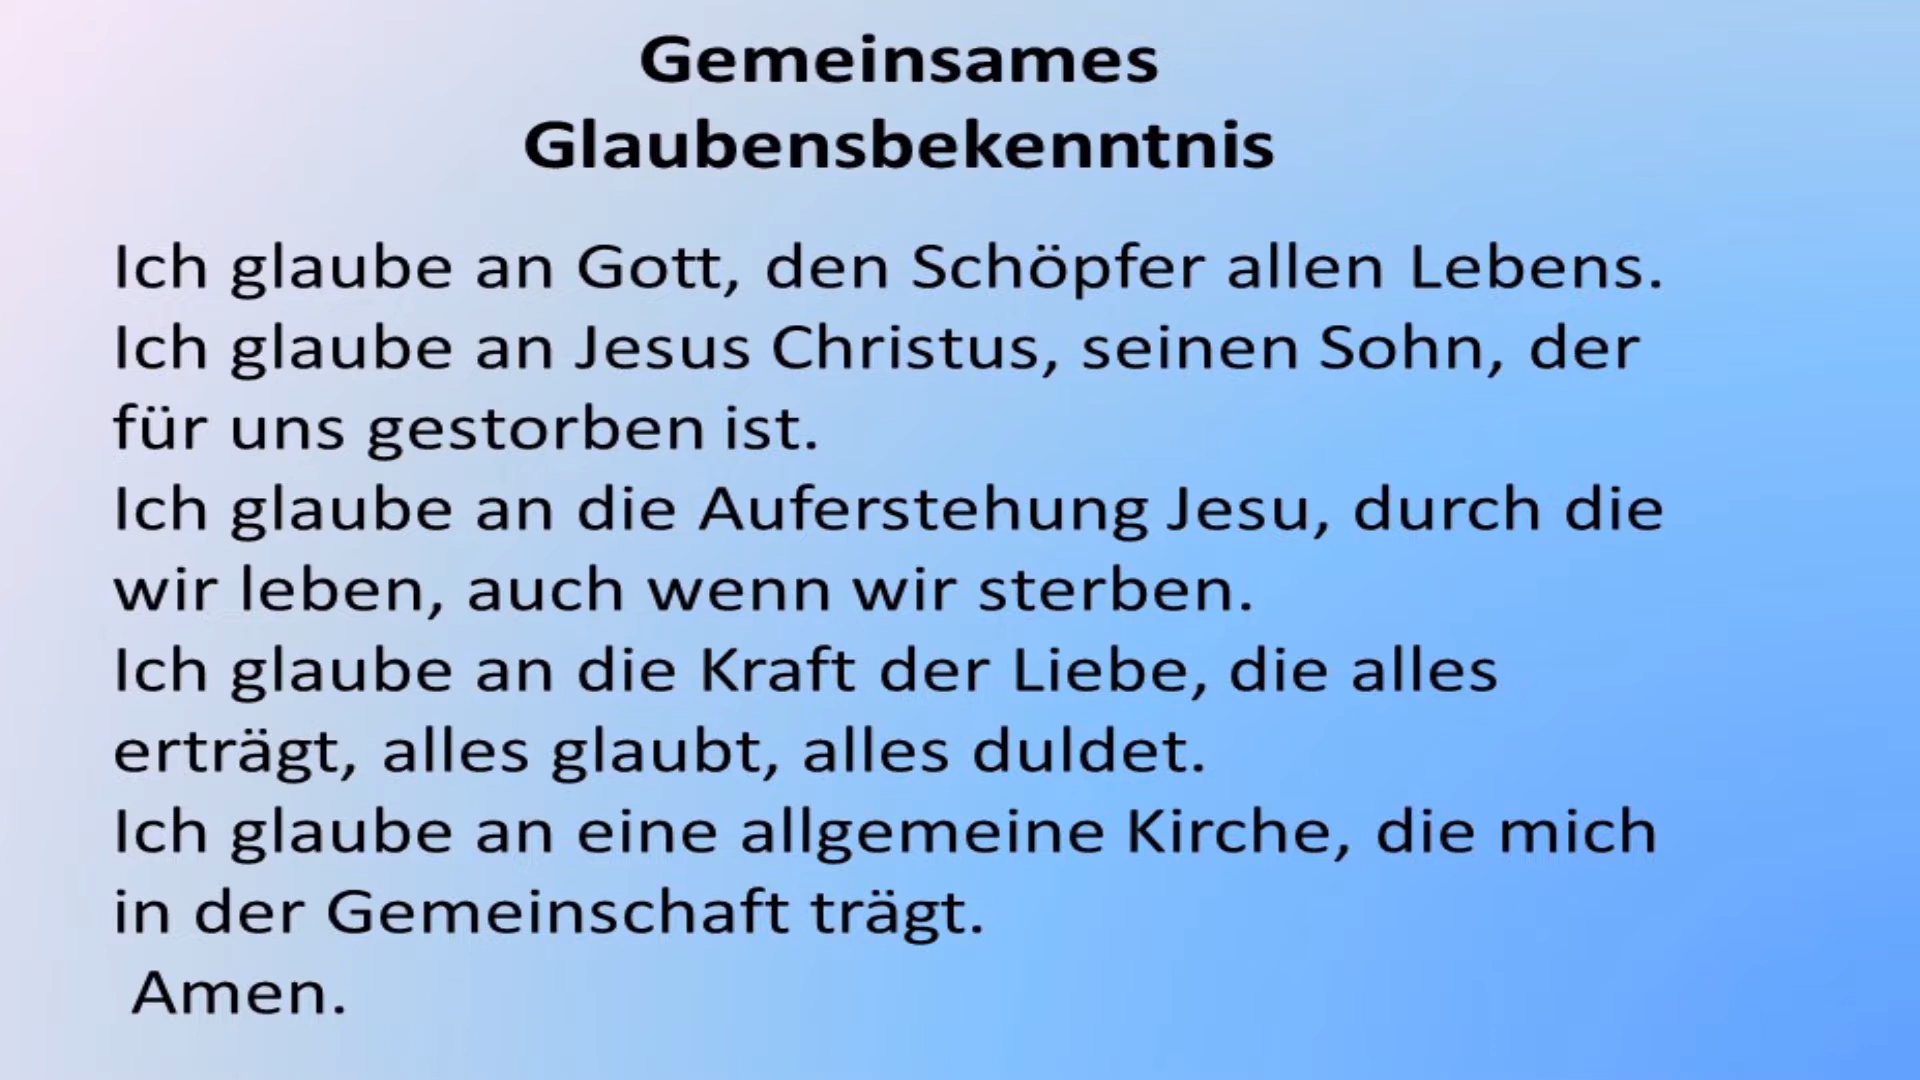 Gemeinsames
Glaubensbekenntnis
Ich glaube an Gott, den Schöpfer allen Lebens.
Ich glaube an Jesus Christus, seinen Sohn, der
für uns gestorben ist.
Ich glaube an die Auferstehung Jesu, durch die
wir leben, auch wenn wir sterben.
Ich glaube an die Kraft der Liebe, die alles
erträgt, alles glaubt, alles duldet.
Ich glaube an eine allgemeine Kirche, die mich
in der Gemeinschaft trägt.
Amen.